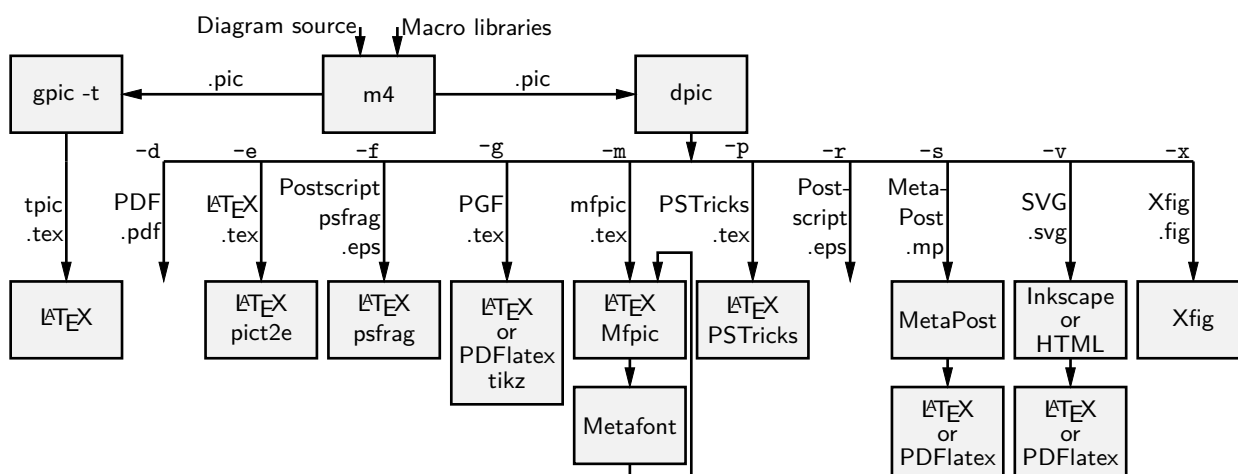 Diagram source
Macro libraries
gpic -t
.pic
m4
.pic
dpic
-d
-e
-f
-g
-m
-p
-r
-s
-v
-x
tpic
.tex
PDF
.pdf
LATEX
.tex
Postscript
psfrag
.eps
PGF
.tex
mfpic
.tex
PSTricks
.tex
Post-
script
.eps
Meta-
Post
.mp
SVG
.svg
Xfig
.fig
LATEX
LATEX
pict2e
LATEX
psfrag
LATEX
or
PDFlatex
tikz
LATEX
Mfpic
LATEX
PSTricks
MetaPost
Inkscape
or
HTML
Xfig
Metafont
LATEX
or
PDFlatex
LATEX
or
PDFlatex